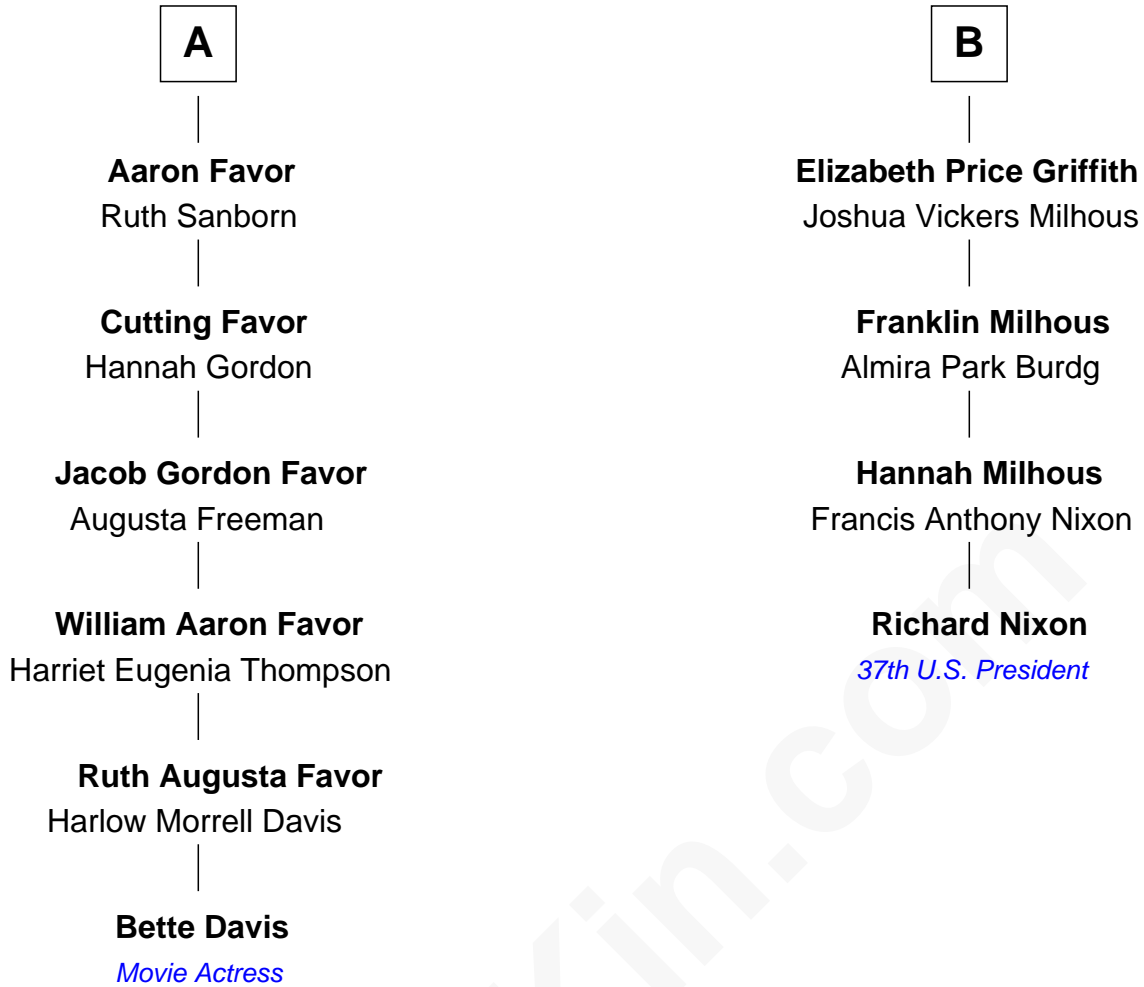 A
Aaron Favor
Ruth Sanborn
Cutting Favor
Hannah Gordon
Jacob Gordon Favor
Augusta Freeman
William Aaron Favor
Harriet Eugenia Thompson
Ruth Augusta Favor
Harlow Morrell Davis
Bette Davis
Movie Actress
B
Elizabeth Price Griffith
Joshua Vickers Milhous
Franklin Milhous
Almira Park Burdg
Hannah Milhous
Francis Anthony Nixon
Richard Nixon
37th U.S. President